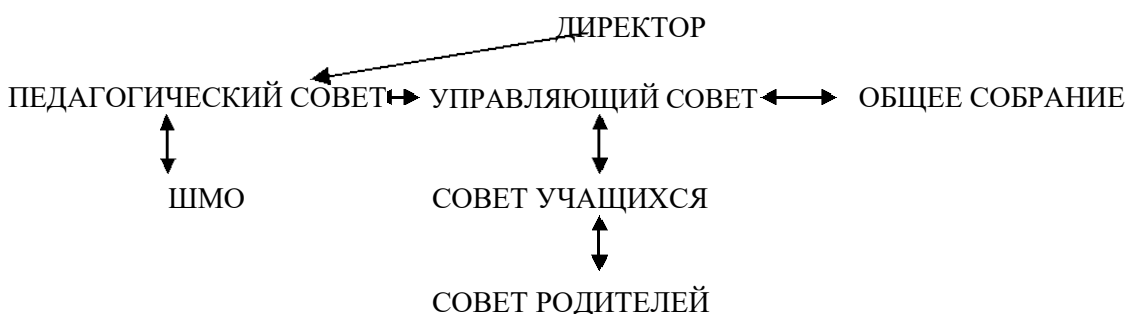 ДИРЕКТОР
ПЕДАГОГИЧЕСКИЙ СОВЕТ УПРАВЛЯЮЩИЙ СОВЕТ ОБЩЕЕ СОБРАНИЕ
ШМО СОВЕТ УЧАЩИХСЯ
СОВЕТ РОДИТЕЛЕЙ